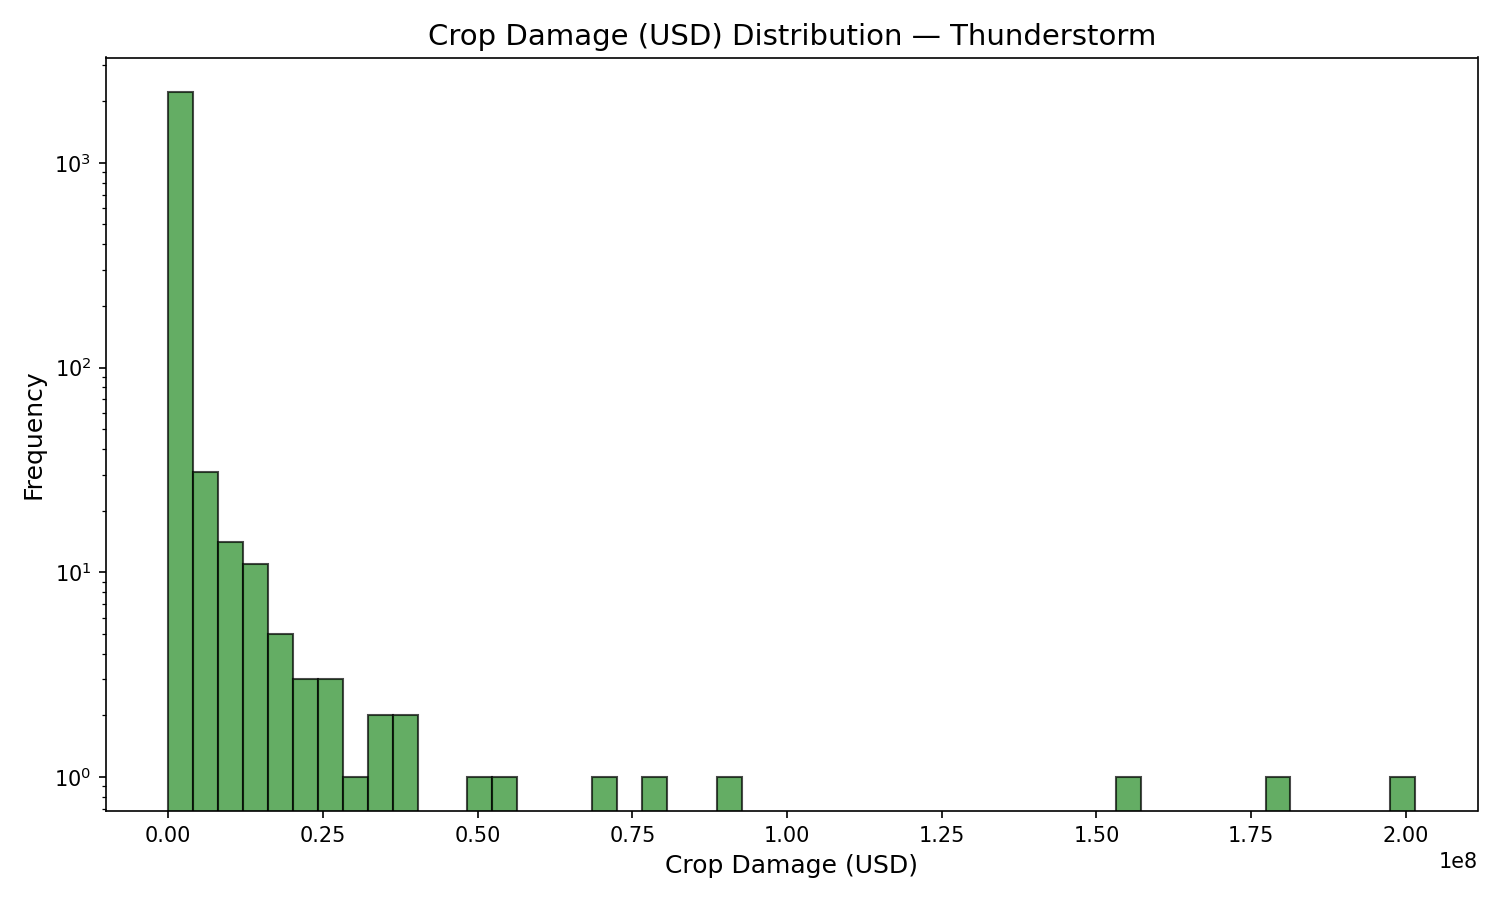 Crop Damage (USD) Distribution — Thunderstorm
Frequency
10³
10²
10¹
10⁰
0.00 0.25 0.50 0.75 1.00 1.25 1.50 1.75 2.00
1e8
Crop Damage (USD)